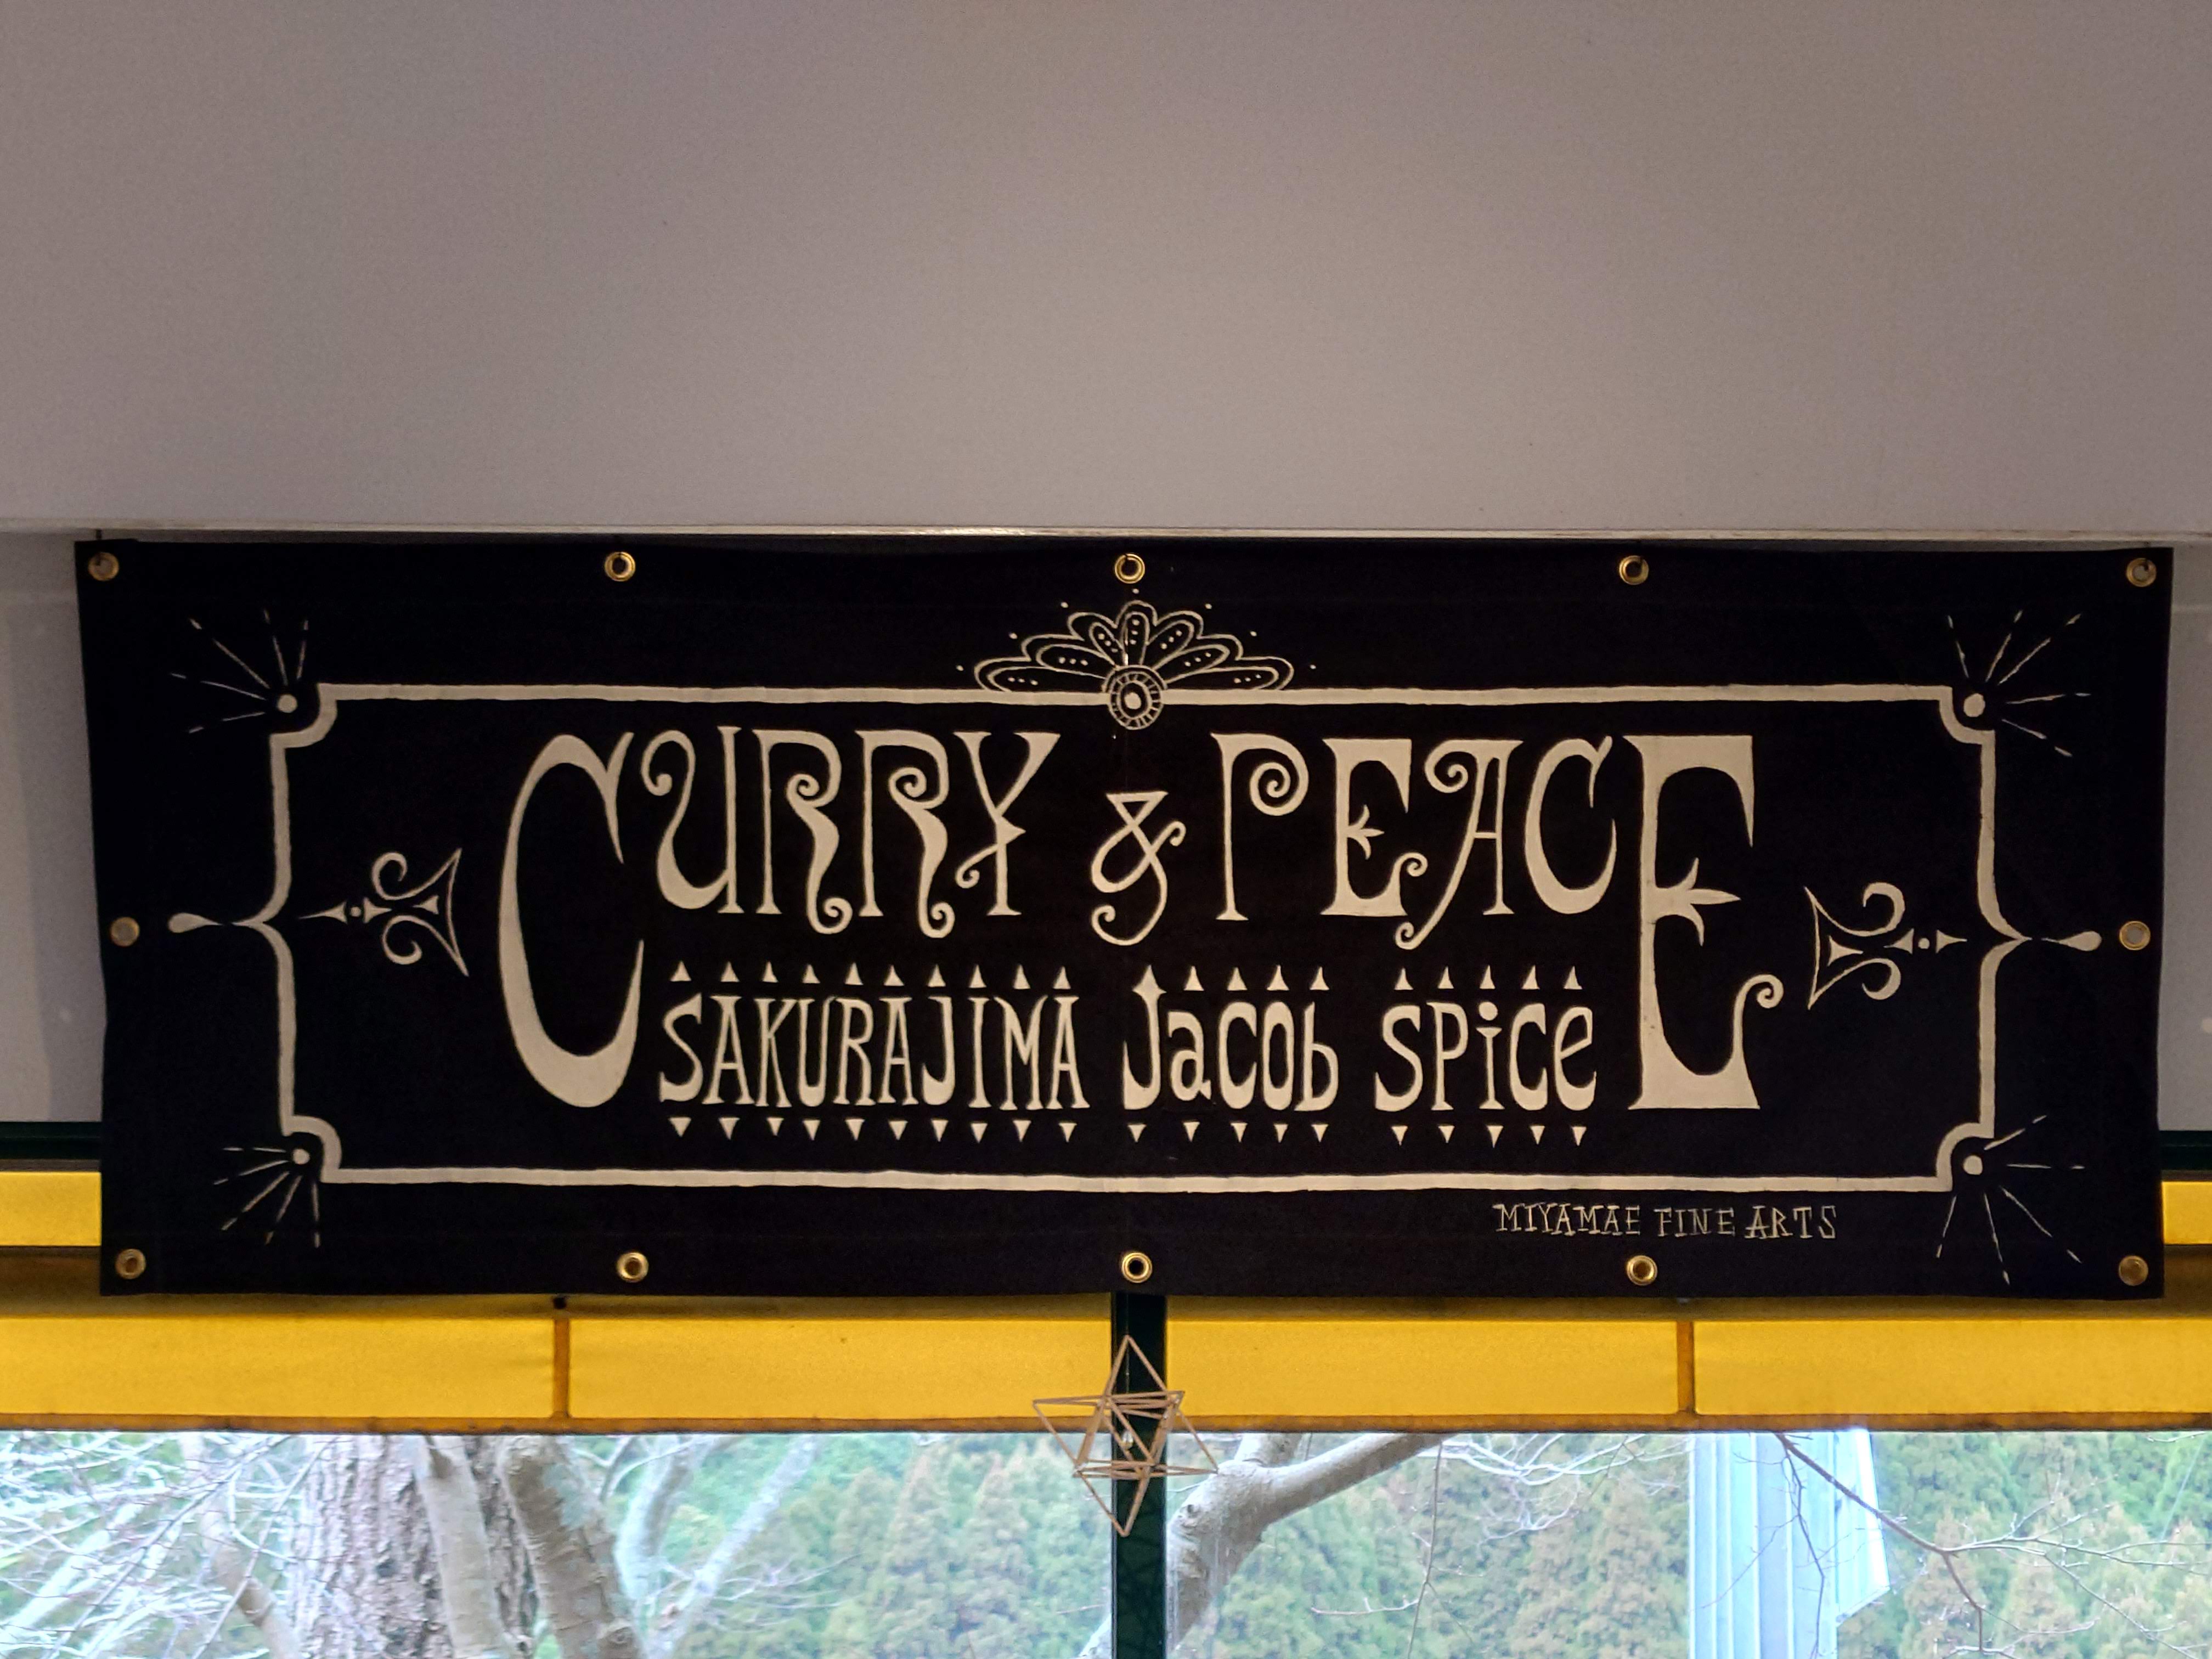 CURRY & PEACE
SAKURAJIMA Jacob SPiCe
MIYAMAE FINE ARTS